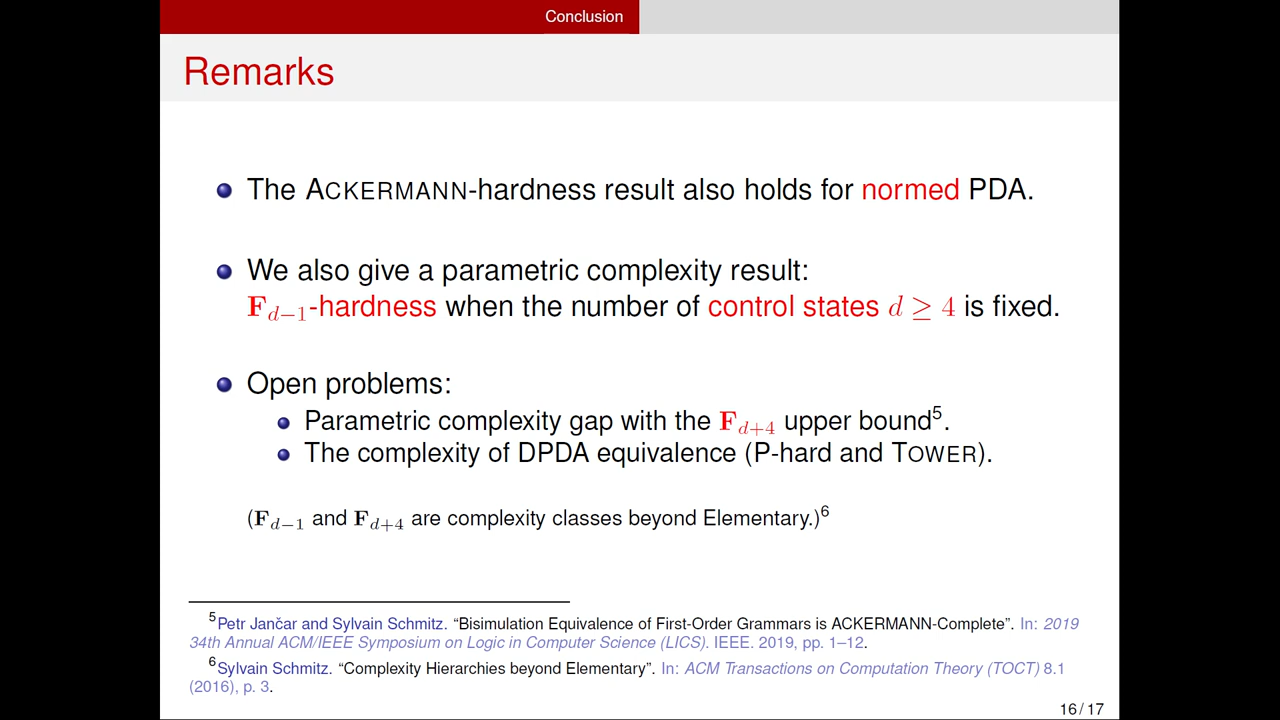 Conclusion
Remarks
The ACKERMANN-hardness result also holds for normed PDA.
We also give a parametric complexity result:
F_{d−1}-hardness when the number of control states d ≥ 4 is fixed.
Open problems:
Parametric complexity gap with the F_{d+4} upper bound⁵.
The complexity of DPDA equivalence (P-hard and TOWER).
(F_{d−1} and F_{d+4} are complexity classes beyond Elementary.)⁶
⁵Petr Jančar and Sylvain Schmitz. “Bisimulation Equivalence of First-Order Grammars is ACKERMANN-Complete”. In: 2019
34th Annual ACM/IEEE Symposium on Logic in Computer Science (LICS). IEEE. 2019, pp. 1–12.
⁶Sylvain Schmitz. “Complexity Hierarchies beyond Elementary”. In: ACM Transactions on Computation Theory (TOCT) 8.1
(2016), p. 3.
16 / 17